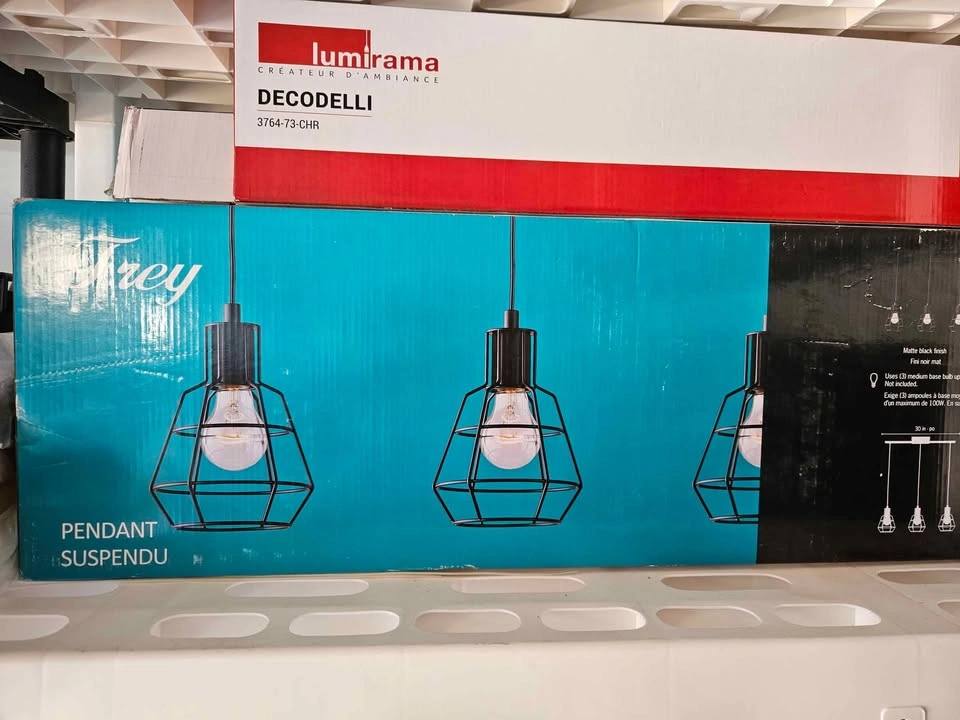 lumirama
CRÉATEUR D'AMBIANCE
DECODELLI
3764-73-CHR
Trey
PENDANT
SUSPENDU
Matte black finish
Fini noir mat
Uses (3) medium base bulb up
Not included.
Exige (3) ampoules à base
d'un maximum de 100W. En
30 in - po